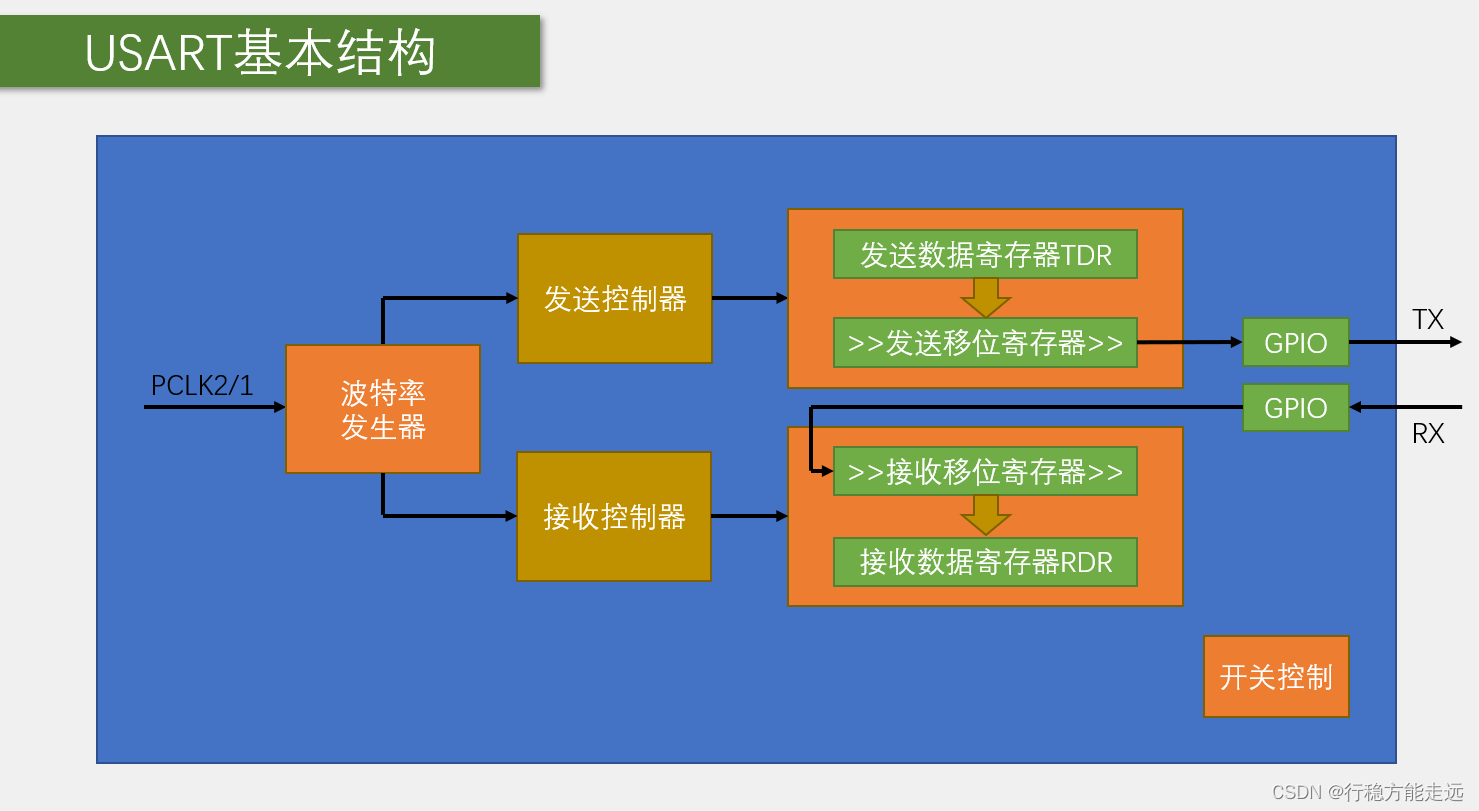 USART基本结构
发送数据寄存器TDR
发送控制器
>>发送移位寄存器>>
GPIO
TX
PCLK2/1
波特率
发生器
GPIO
RX
>>接收移位寄存器>>
接收控制器
接收数据寄存器RDR
开关控制
CSDN @行稳方能走远